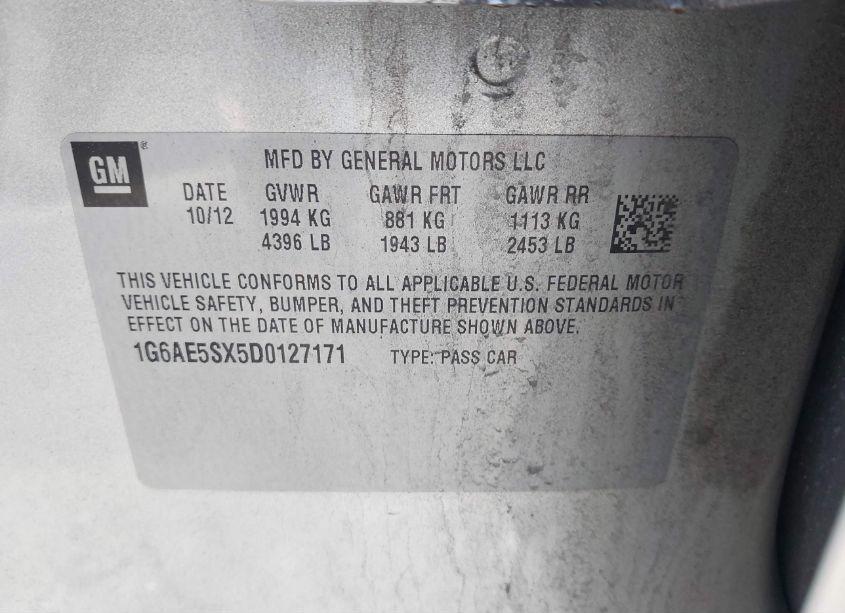 GM ®
MFD BY GENERAL MOTORS LLC
DATE GVWR GAWR FRT GAWR RR
10/12 1994 KG 881 KG 1113 KG
4396 LB 1943 LB 2453 LB
THIS VEHICLE CONFORMS TO ALL APPLICABLE U.S. FEDERAL MOTOR
VEHICLE SAFETY, BUMPER, AND THEFT PREVENTION STANDARDS IN
EFFECT ON THE DATE OF MANUFACTURE SHOWN ABOVE.
1G6AE5SX5D0127171 TYPE: PASS CAR